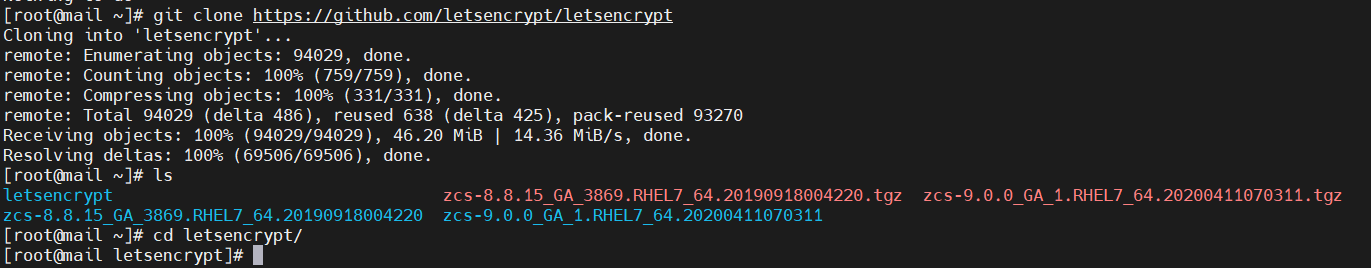 [root@mail ~]# git clone https://github.com/letsencrypt/letsencrypt
Cloning into 'letsencrypt'...
remote: Enumerating objects: 94029, done.
remote: Counting objects: 100% (759/759), done.
remote: Compressing objects: 100% (331/331), done.
remote: Total 94029 (delta 486), reused 638 (delta 425), pack-reused 93270
Receiving objects: 100% (94029/94029), 46.20 MiB | 14.36 MiB/s, done.
Resolving deltas: 100% (69506/69506), done.
[root@mail ~]# ls
letsencrypt zcs-8.8.15_GA_3869.RHEL7_64.20190918004220.tgz zcs-9.0.0_GA_1.RHEL7_64.20200411070311.tgz
zcs-8.8.15_GA_3869.RHEL7_64.20190918004220 zcs-9.0.0_GA_1.RHEL7_64.20200411070311
[root@mail ~]# cd letsencrypt/
[root@mail letsencrypt]#